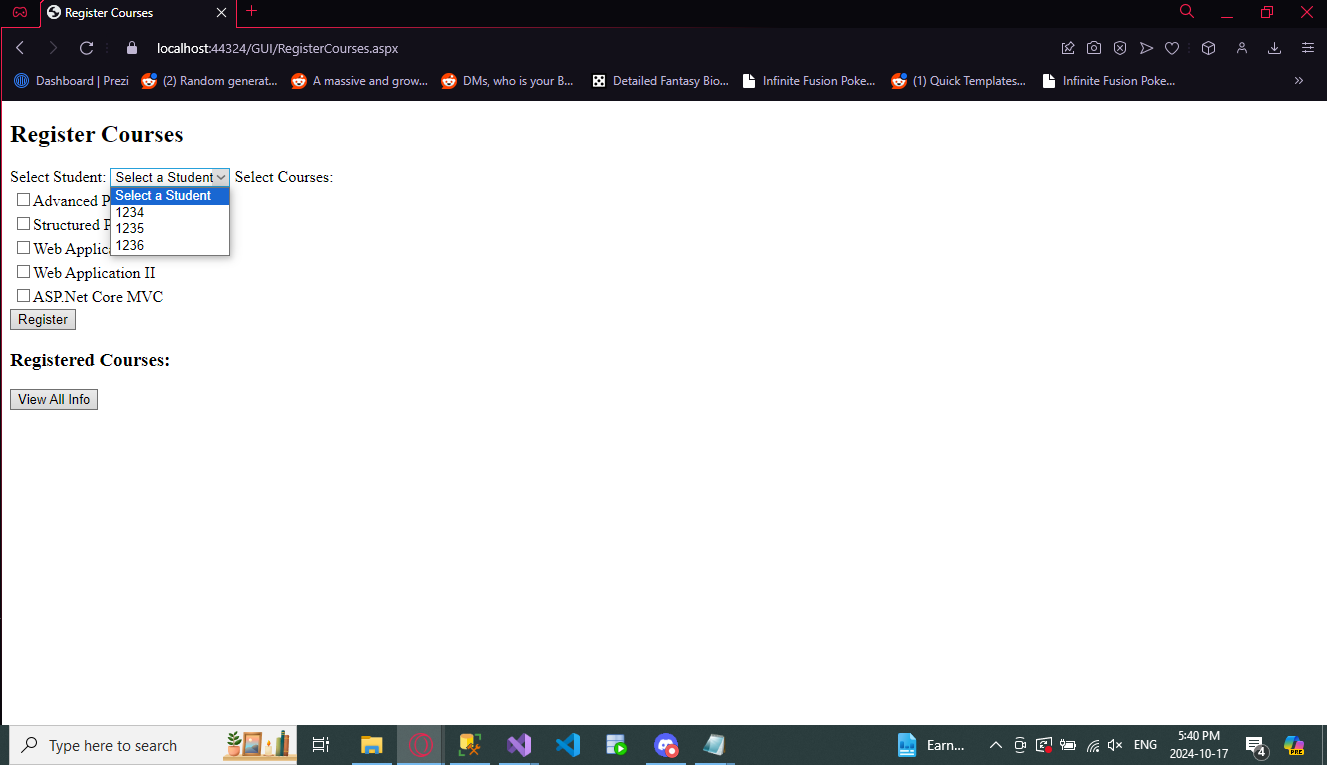 Register Courses
localhost:44324/GUI/RegisterCourses.aspx
Dashboard | Prezi (2) Random generat... A massive and grow... DMs, who is your B... Detailed Fantasy Bio... Infinite Fusion Poke... (1) Quick Templates... Infinite Fusion Poke...
Register Courses
Select Student: Select a Student Select Courses:
Select a Student
1234
1235
1236
Advanced P
Structured P
Web Applica
Web Application II
ASP.Net Core MVC
Register
Registered Courses:
View All Info
Type here to search
Earn...
ENG
5:40 PM
2024-10-17
4
PRE